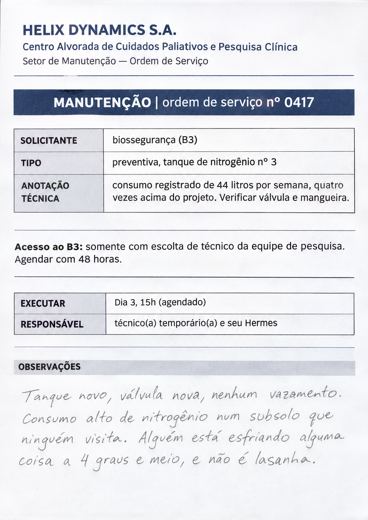 HELIX DYNAMICS S.A.
Centro Alvorada de Cuidados Paliativos e Pesquisa Clínica
Setor de Manutenção — Ordem de Serviço
MANUTENÇÃO | ordem de serviço nº 0417
SOLICITANTE biossegurança (B3)
TIPO preventiva, tanque de nitrogênio nº 3
ANOTAÇÃO TÉCNICA consumo registrado de 44 litros por semana, quatro
vezes acima do projeto. Verificar válvula e mangueira.
Acesso ao B3: somente com escolta de técnico da equipe de pesquisa.
Agendar com 48 horas.
EXECUTAR Dia 3, 15h (agendado)
RESPONSÁVEL técnico(a) temporário(a) e seu Hermes
OBSERVAÇÕES
Tanque novo, válvula nova, nenhum vazamento.
Consumo alto de nitrogênio num subsolo que
ninguém visita. Alguém está esfriando alguma
coisa a 4 graus e meio, e não é lasanha.